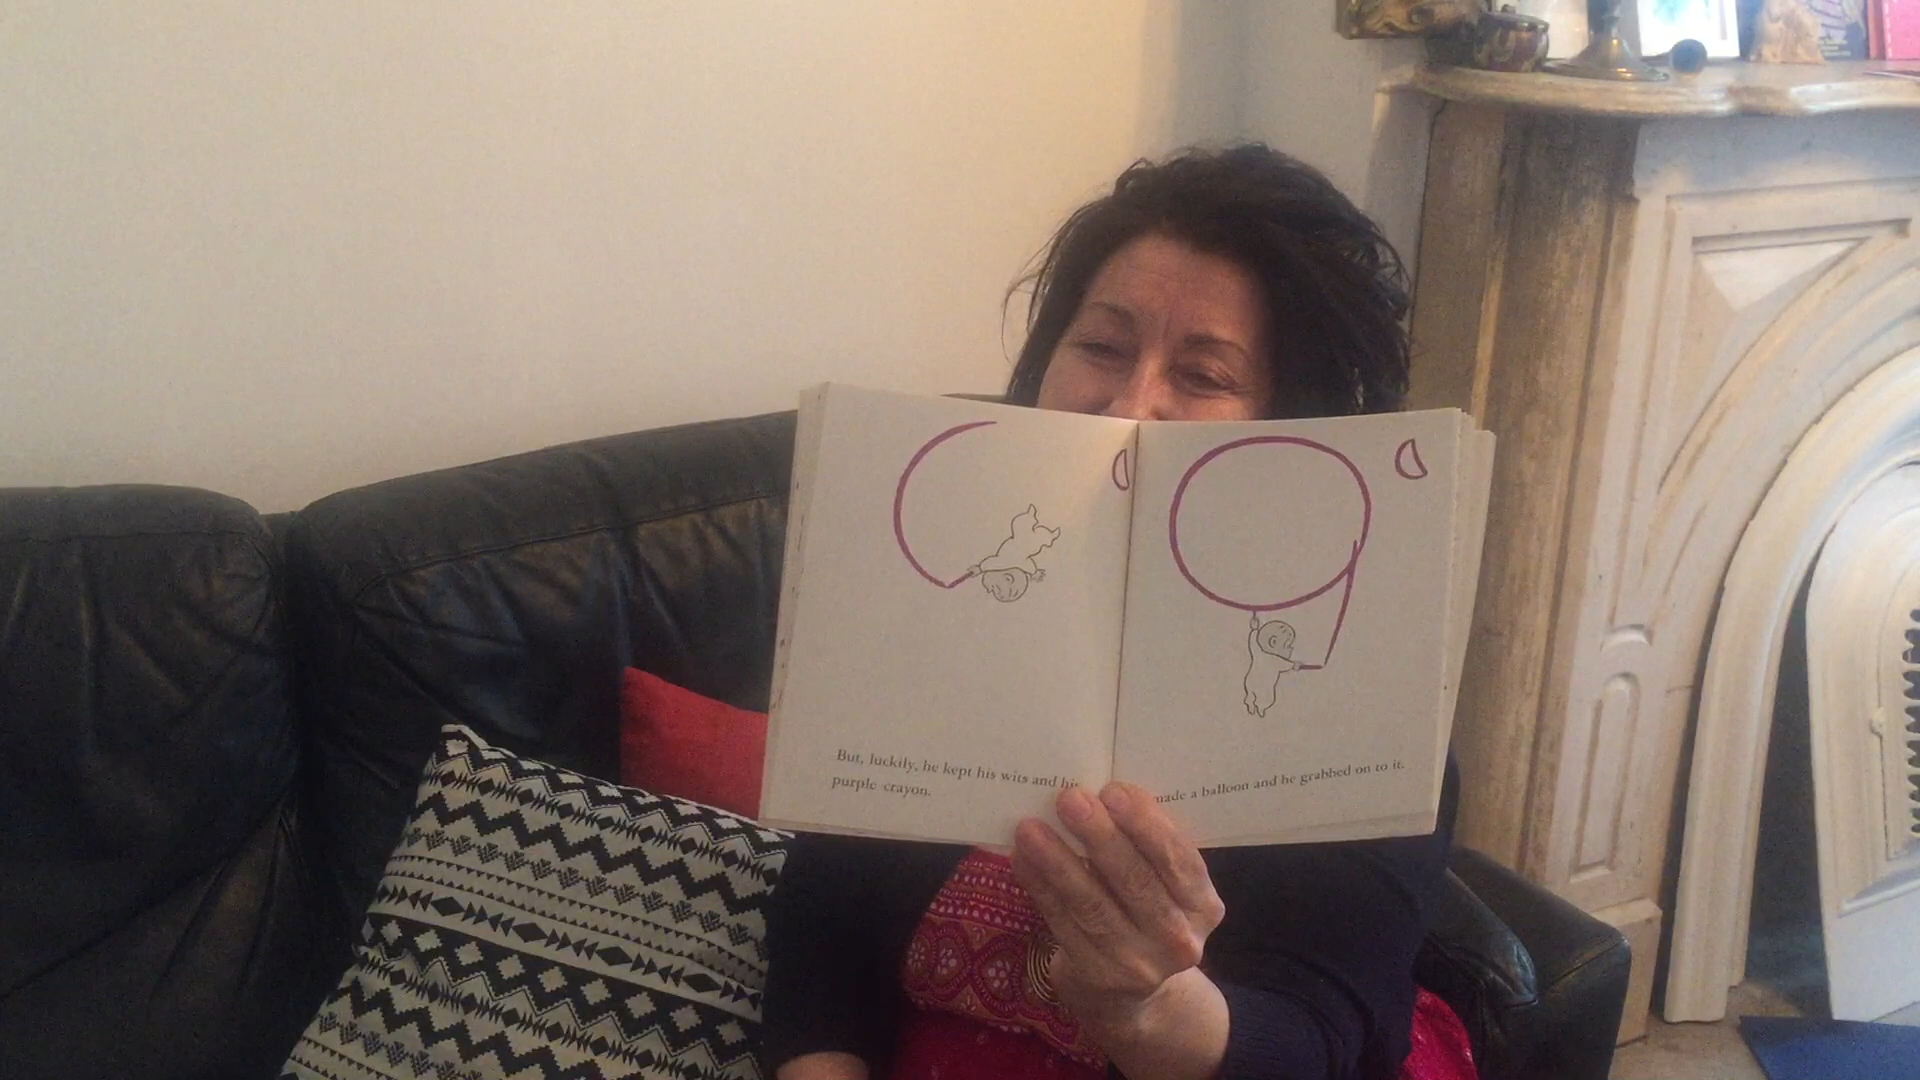 But, luckily, he kept his wits and his
purple crayon.
made a balloon and he grabbed on to it.